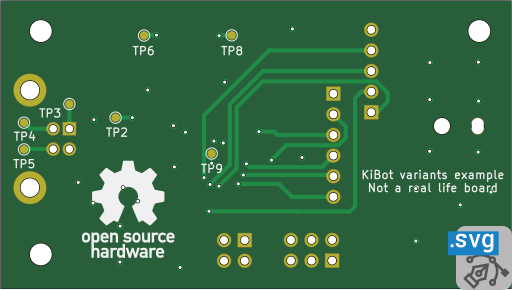 TP6
TP8
TP3
TP4
TP2
TP5
TP9
KiBot variants example
Not a real life board
open source
hardware
.svg